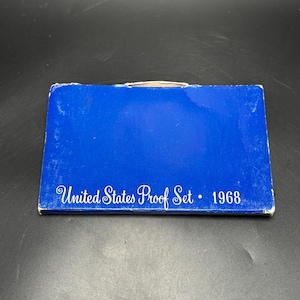 United States Proof Set • 1968